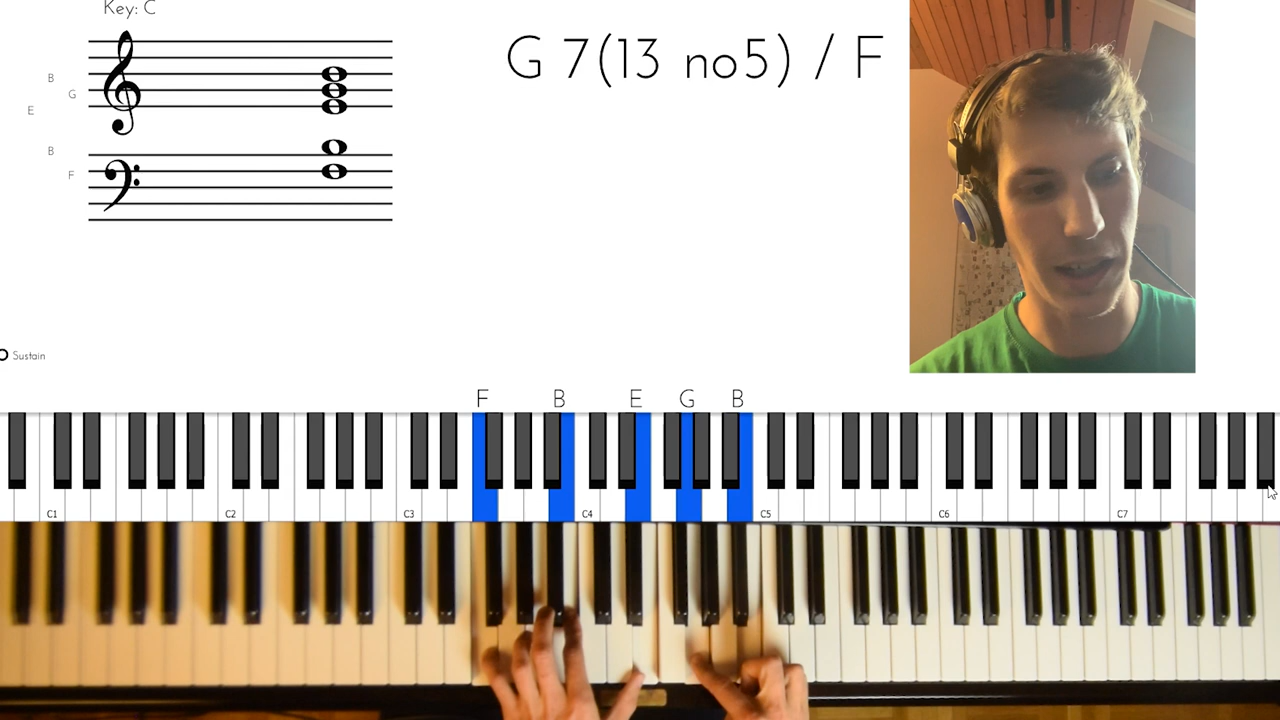 Key: C
G 7(13 no5) / F
B
G
E
B
F
Sustain
F B E G B
C1 C2 C3 C4 C5 C6 C7